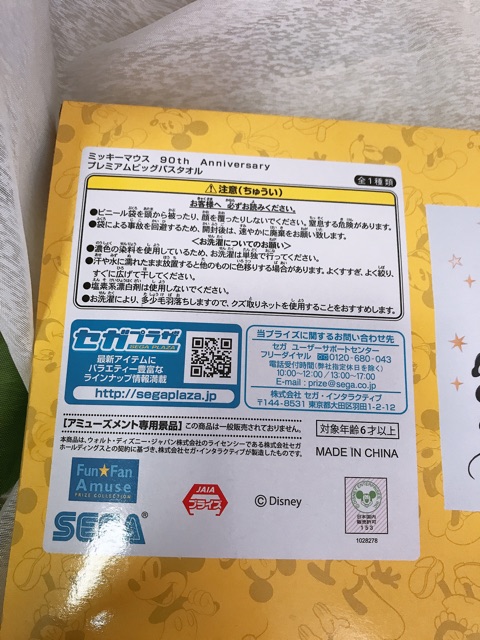 ミッキーマウス 90th Anniversary
プレミアムビッグバスタオル
全1種類
注意(ちゅうい)
お客様へ 必ずお読みください。
●ビニール袋を頭から被ったり、顔を覆ったりしないでください。窒息する危険があります。
●袋による事故を回避するため、開封後は、速やかに廃棄をお願い致します。
<お洗濯についてのお願い>
●濃色の染料を使用しているため、お洗濯は単独で行ってください。
●汗や水に濡れたまま放置すると他のものに色移りする場合があります。よくすすぎ、よく絞り、
すぐに広げて干してください。
●塩素系漂白剤は使用しないでください。
●お洗濯により、多少毛羽落ちしますので、クズ取りネットを使用することをおすすめします。
セガプラザ
SEGA PLAZA
最新アイテムに
バラエティー豊富な
ラインナップ情報満載
http://segaplaza.jp
当プライズに関するお問い合わせ先
セガ ユーザーサポートセンター
フリーダイヤル 0120-680-043
電話受付時間(弊社指定休日を除く)
10:00~12:00 / 13:00~17:00
E-mail : prize@sega.co.jp
株式会社 セガ・インタラクティブ
〒144-8531 東京都大田区羽田1-2-12
【アミューズメント専用景品】この商品は一般販売されておりません。
本商品は、ウォルト・ディズニー・ジャパン株式会社のライセンシーである株式会社セガ
ホールディングスとの契約に基づき、株式会社セガ・インタラクティブが製造したものです。
対象年齢6才以上
MADE IN CHINA
Fun★Fan
Amuse
PRIZE COLLECTION
SEGA
JAIA
プライズ
©Disney
日本国内
販売許可
153
1028278